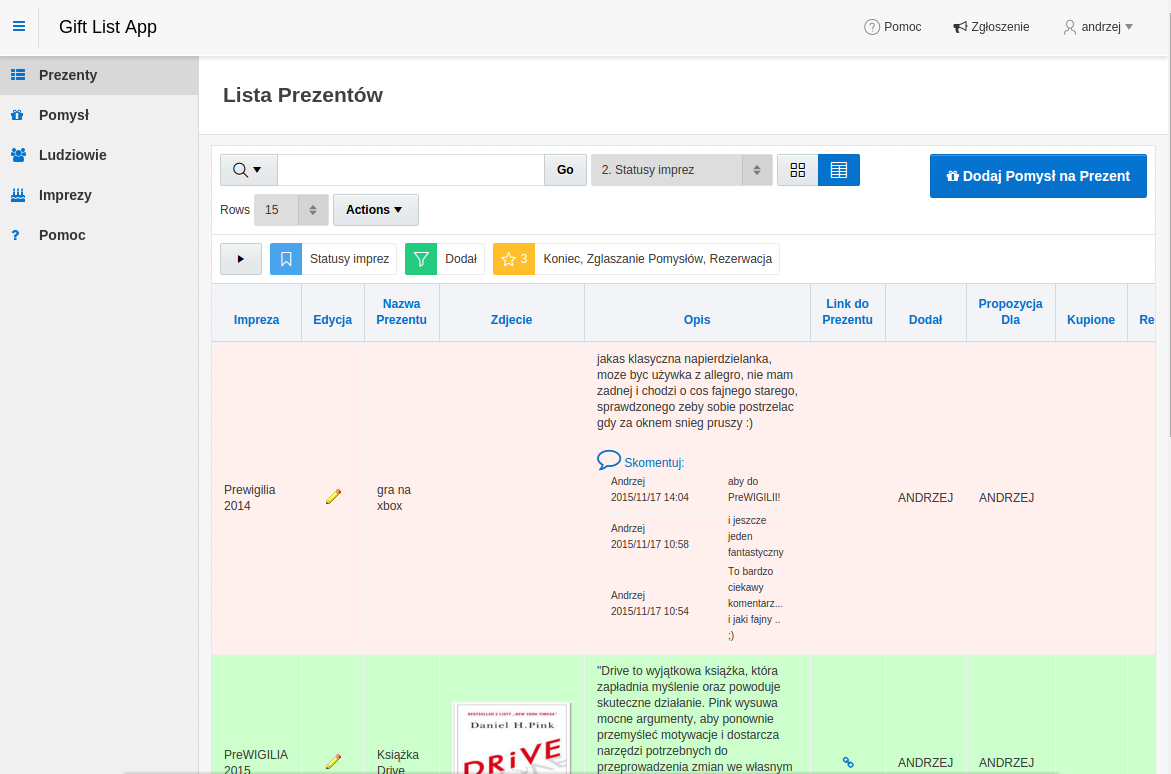 Gift List App
Pomoc
Zgłoszenie
andrzej
Prezenty
Pomysł
Ludziowie
Imprezy
Pomoc
Lista Prezentów
Go
2. Statusy imprez
Dodaj Pomysł na Prezent
Rows
15
Actions
Statusy imprez
Dodał
3
Koniec, Zglaszanie Pomysłów, Rezerwacja
Impreza
Edycja
Nazwa
Prezentu
Zdjecie
Opis
Link do
Prezentu
Dodał
Propozycja
Dla
Kupione
Re
Prewigilia
2014
gra na
xbox
jakas klasyczna napierdzielanka,
moze byc używka z allegro, nie mam
zadnej i chodzi o cos fajnego starego,
sprawdzonego zeby sobie postrzelac
gdy za oknem snieg pruszy :)
Skomentuj:
Andrzej
2015/11/17 14:04
aby do
PreWIGILII!
Andrzej
2015/11/17 10:58
i jeszcze
jeden
fantastyczny
Andrzej
2015/11/17 10:54
To bardzo
ciekawy
komentarz...
i jaki fajny ..
;)
ANDRZEJ
ANDRZEJ
PreWIGILIA
2015
Książka
Drive
BESTSELLER Z LISTY „NEW YORK TIMESA”
Daniel H.Pink
DRiVE
"Drive to wyjątkowa książka, która
zapładnia myślenie oraz powoduje
skuteczne działanie. Pink wysuwa
mocne argumenty, aby ponownie
przemyśleć motywacje i dostarcza
narzędzi potrzebnych do
przeprowadzenia zmian we własnym
ANDRZEJ
ANDRZEJ